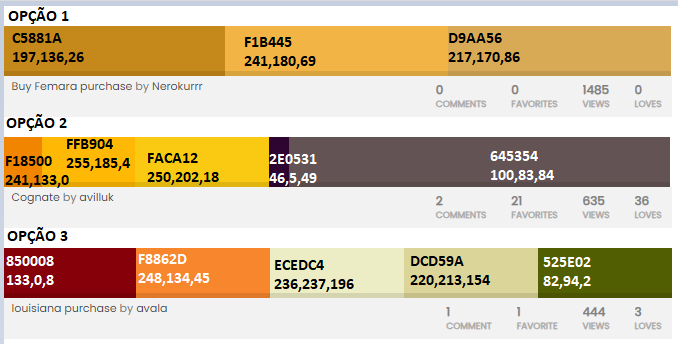 OPÇÃO 1
C5881A
197,136,26
F1B445
241,180,69
D9AA56
217,170,86
Buy Femara purchase by Nerokurrr
0 0 1485 0
COMMENTS FAVORITES VIEWS LOVES
OPÇÃO 2
F18500
241,133,0
FFB904
255,185,4
FACA12
250,202,18
2E0531
46,5,49
645354
100,83,84
Cognate by avilluk
2 21 635 36
COMMENTS FAVORITES VIEWS LOVES
OPÇÃO 3
850008
133,0,8
F8862D
248,134,45
ECEDC4
236,237,196
DCD59A
220,213,154
525E02
82,94,2
louisiana purchase by avala
1 1 444 3
COMMENT FAVORITE VIEWS LOVES